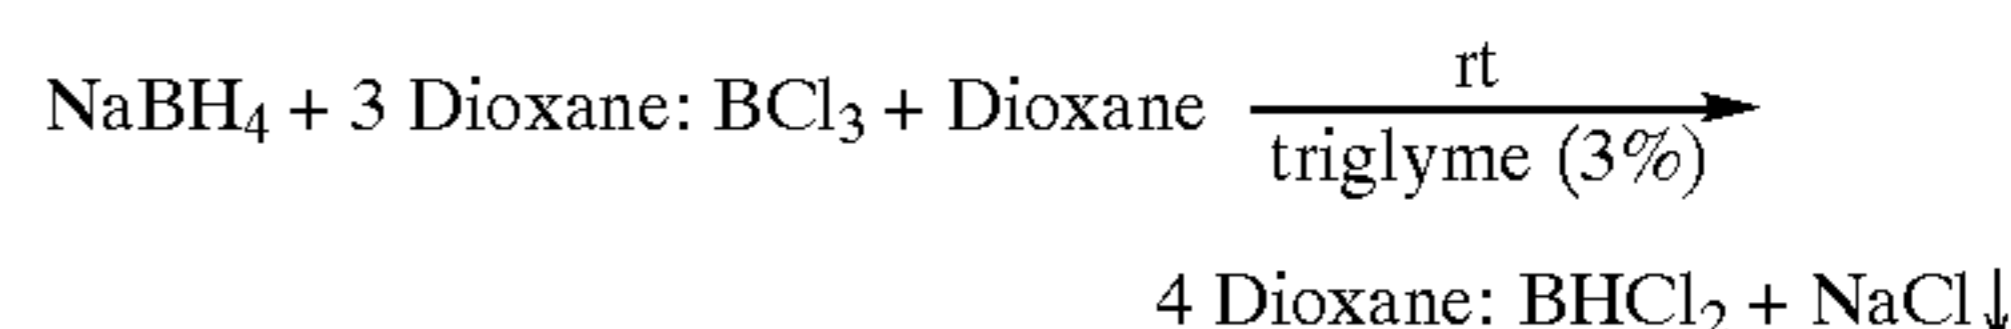 NaBH4 + 3 Dioxane: BCl3 + Dioxane
rt
triglyme (3%)
4 Dioxane: BHCl2 + NaCl↓